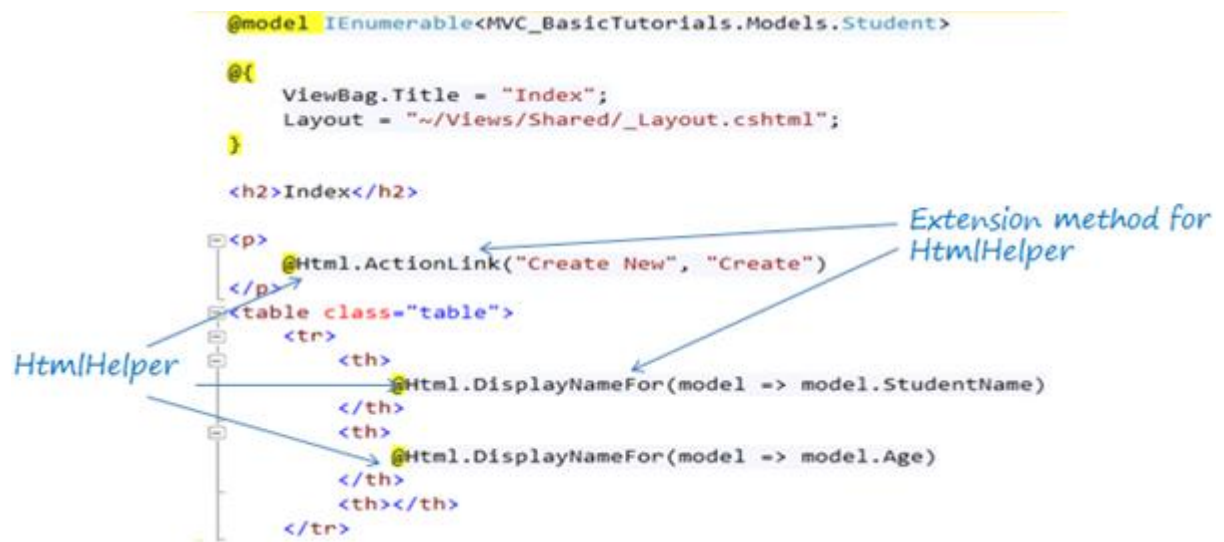 @model IEnumerable<MVC_BasicTutorials.Models.Student>
@{
ViewBag.Title = "Index";
Layout = "~/Views/Shared/_Layout.cshtml";
}
<h2>Index</h2>
<p>
@Html.ActionLink("Create New", "Create")
</p>
<table class="table">
<tr>
<th>
@Html.DisplayNameFor(model => model.StudentName)
</th>
<th>
@Html.DisplayNameFor(model => model.Age)
</th>
<th></th>
</tr>
Extension method for
HtmlHelper
HtmlHelper